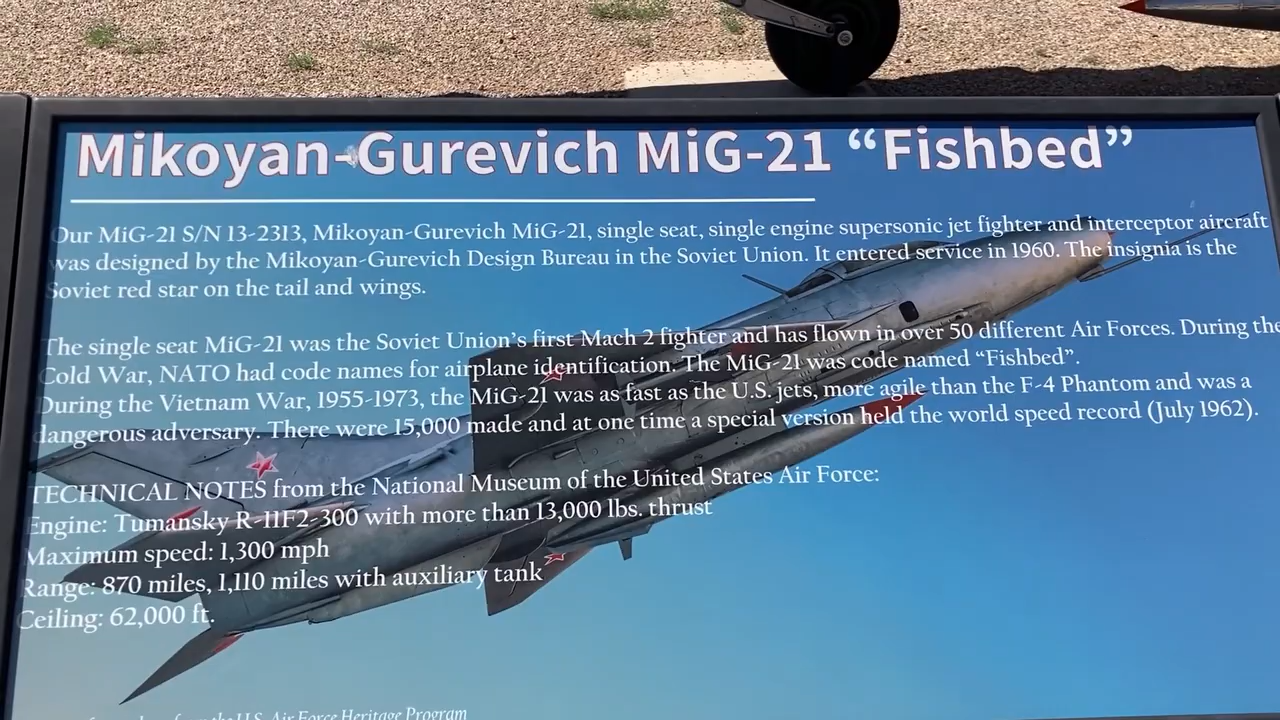 Mikoyan-Gurevich MiG-21 “Fishbed”
Our MiG-21 S/N 13-2313, Mikoyan-Gurevich MiG-21, single seat, single engine supersonic jet fighter and interceptor aircraft
was designed by the Mikoyan-Gurevich Design Bureau in the Soviet Union. It entered service in 1960. The insignia is the
Soviet red star on the tail and wings.
The single seat MiG-21 was the Soviet Union’s first Mach 2 fighter and has flown in over 50 different Air Forces. During the
Cold War, NATO had code names for airplane identification. The MiG-21 was code named “Fishbed”.
During the Vietnam War, 1955-1973, the MiG-21 was as fast as the U.S. jets, more agile than the F-4 Phantom and was a
dangerous adversary. There were 15,000 made and at one time a special version held the world speed record (July 1962).
TECHNICAL NOTES from the National Museum of the United States Air Force:
Engine: Tumansky R-11F2-300 with more than 13,000 lbs. thrust
Maximum speed: 1,300 mph
Range: 870 miles, 1,110 miles with auxiliary tank
Ceiling: 62,000 ft.
from the U.S. Air Force Heritage Program